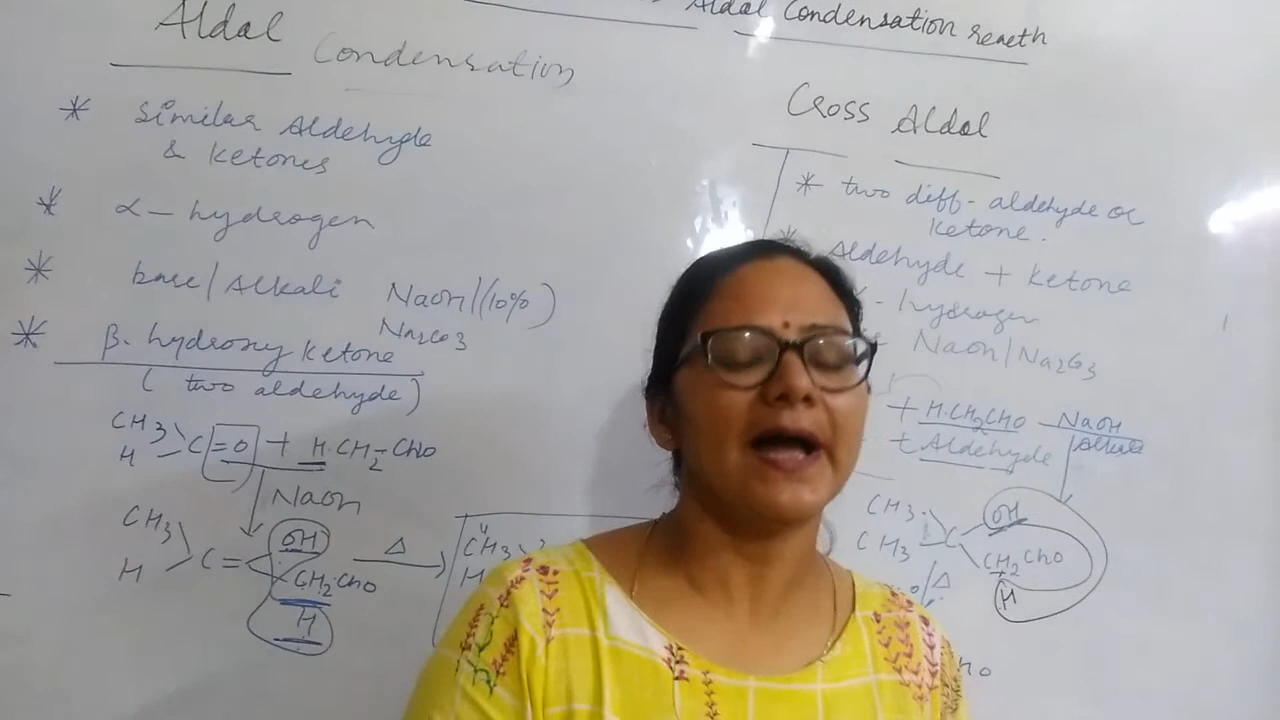 Aldol Condensation reacth
Aldol Condensation
* Similar Aldehyde
& Ketones
* α - hydrogen
* base/Alkali NaOH/(10%)
Na2CO3
* β. hydroxy ketone
( two aldehyde )
CH3
H C =O + H.CH2-CHO
NaOH
CH3 OH
H C= CH2CHO Δ
H
CH3
H
Cross Aldol
* two diff - aldehyde or
ketone.
* Aldehyde + Ketone
- hydrogen
NaOH/Na2CO3
+ H.CH2CHO NaOH
+ Aldehyde
CH3 OH
CH3 C CH2CHO
H
Δ